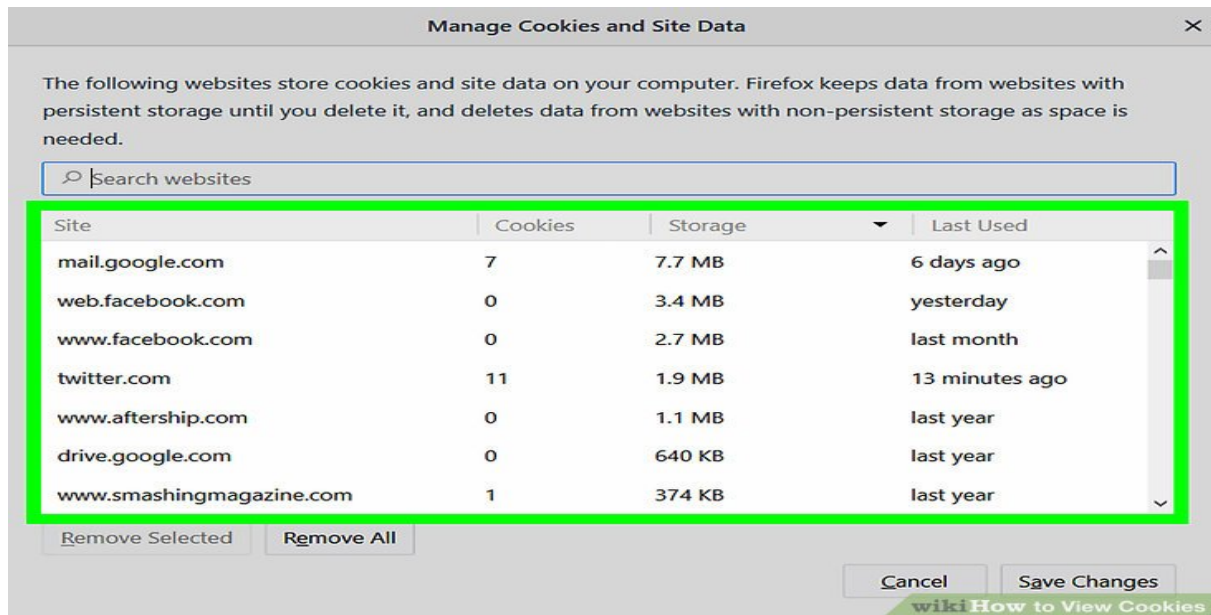 Manage Cookies and Site Data
The following websites store cookies and site data on your computer. Firefox keeps data from websites with
persistent storage until you delete it, and deletes data from websites with non-persistent storage as space is
needed.
Search websites
Site Cookies Storage Last Used
mail.google.com 7 7.7 MB 6 days ago
web.facebook.com 0 3.4 MB yesterday
www.facebook.com 0 2.7 MB last month
twitter.com 11 1.9 MB 13 minutes ago
www.aftership.com 0 1.1 MB last year
drive.google.com 0 640 KB last year
www.smashingmagazine.com 1 374 KB last year
Remove Selected Remove All
Cancel Save Changes
wikiHow to View Cookies